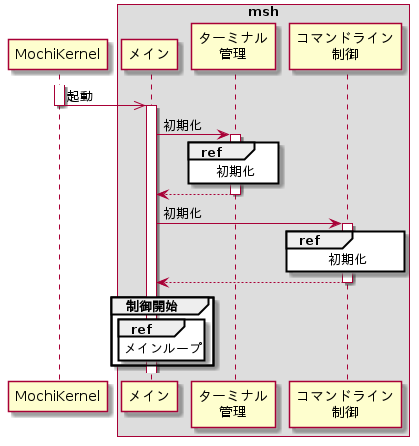 msh
MochiKernel
メイン
ターミナル
管理
コマンドライン
制御
起動
初期化
ref
初期化
初期化
ref
初期化
制御開始
ref
メインループ
MochiKernel
メイン
ターミナル
管理
コマンドライン
制御